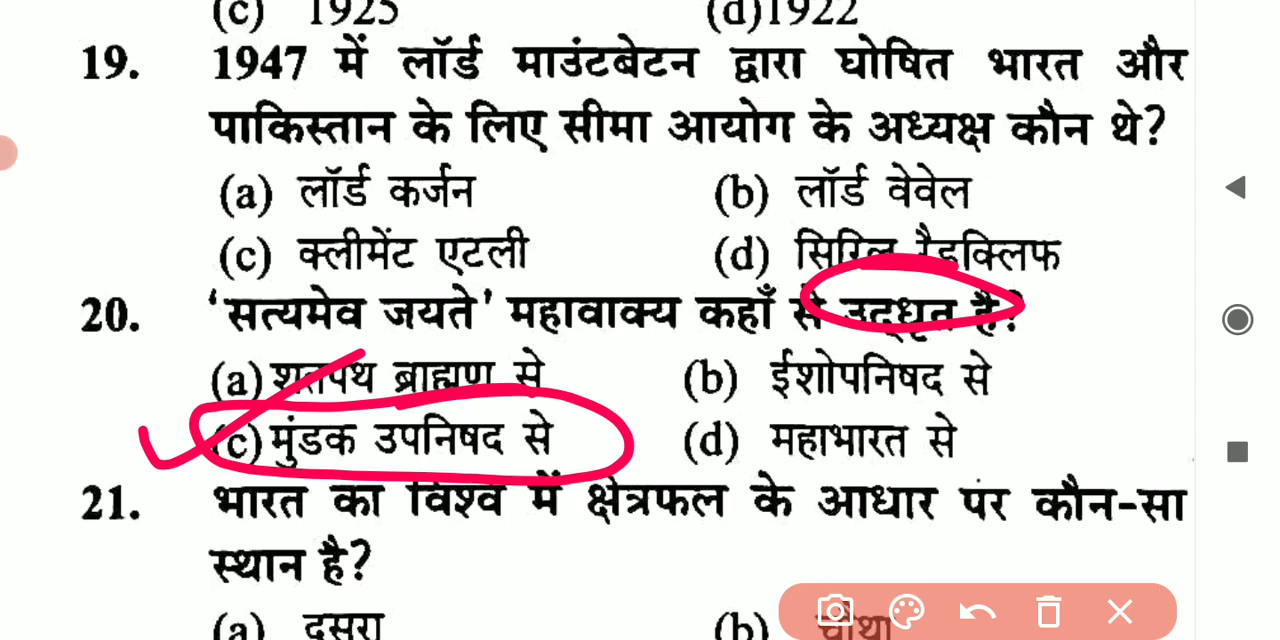 (c) 1925 (d)1922
19. 1947 में लॉर्ड माउंटबेटन द्वारा घोषित भारत और
पाकिस्तान के लिए सीमा आयोग के अध्यक्ष कौन थे?
(a) लॉर्ड कर्जन (b) लॉर्ड वेवेल
(c) क्लीमेंट एटली (d) सिरिल रैडक्लिफ
20. 'सत्यमेव जयते' महावाक्य कहाँ से उद्धृत है?
(a) शतपथ ब्राह्मण से (b) ईशोपनिषद से
(c) मुंडक उपनिषद से (d) महाभारत से
21. भारत का विश्व में क्षेत्रफल के आधार पर कौन-सा
स्थान है?
(a) दूसरा (b) चौथा